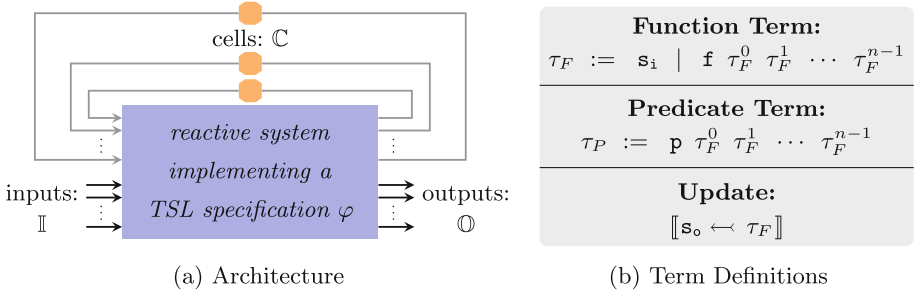 cells: ℂ
reactive system
implementing a
TSL specification φ
inputs:
𝕀
outputs:
𝕆
(a) Architecture
Function Term:
τ_F := s_i | f τ_F^0 τ_F^1 ⋯ τ_F^{n−1}
Predicate Term:
τ_P := p τ_F^0 τ_F^1 ⋯ τ_F^{n−1}
Update:
⟦s_o ↢ τ_F⟧
(b) Term Definitions